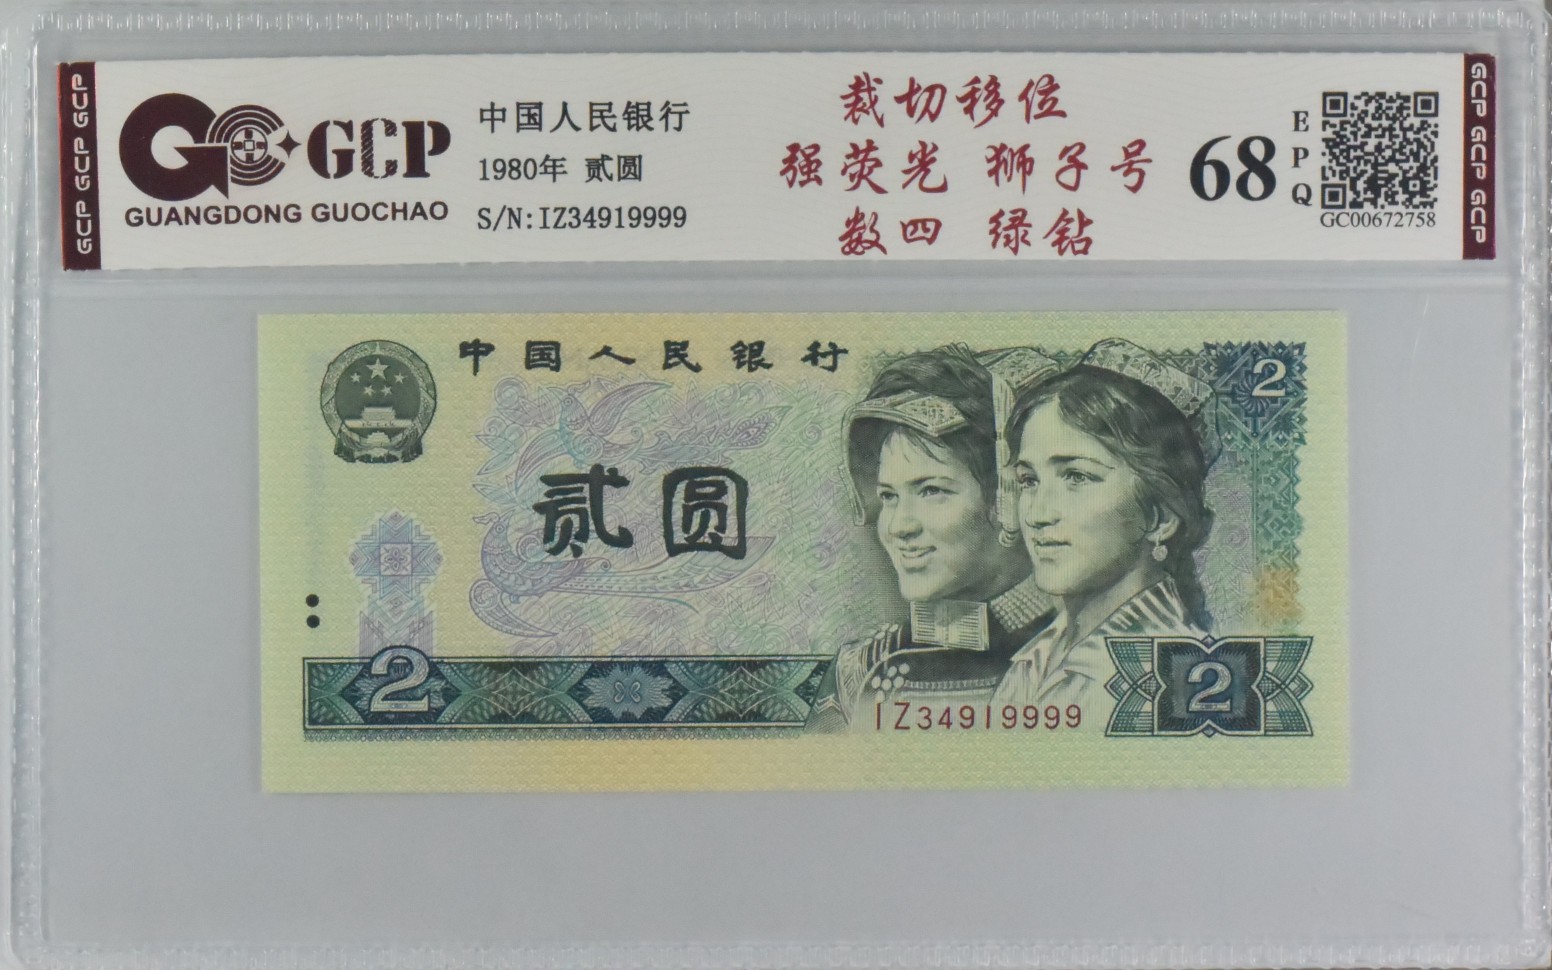 GCP GCP GCP
GCP
GUANGDONG GUOCHAO
中国人民银行
1980年 贰圆
S/N:IZ34919999
裁切移位
强荧光 狮子号
数四 绿钻
68
EPQ
GC00672758
GCP GCP GCP
中国人民银行
2
贰圆
2
IZ34919999
2